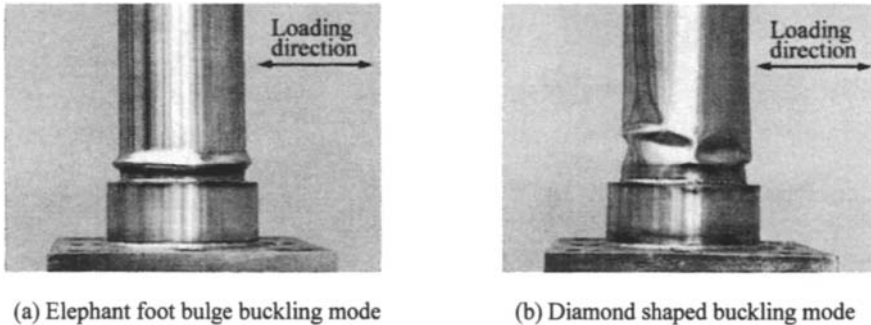 Loading
direction
Loading
direction
(a) Elephant foot bulge buckling mode
(b) Diamond shaped buckling mode